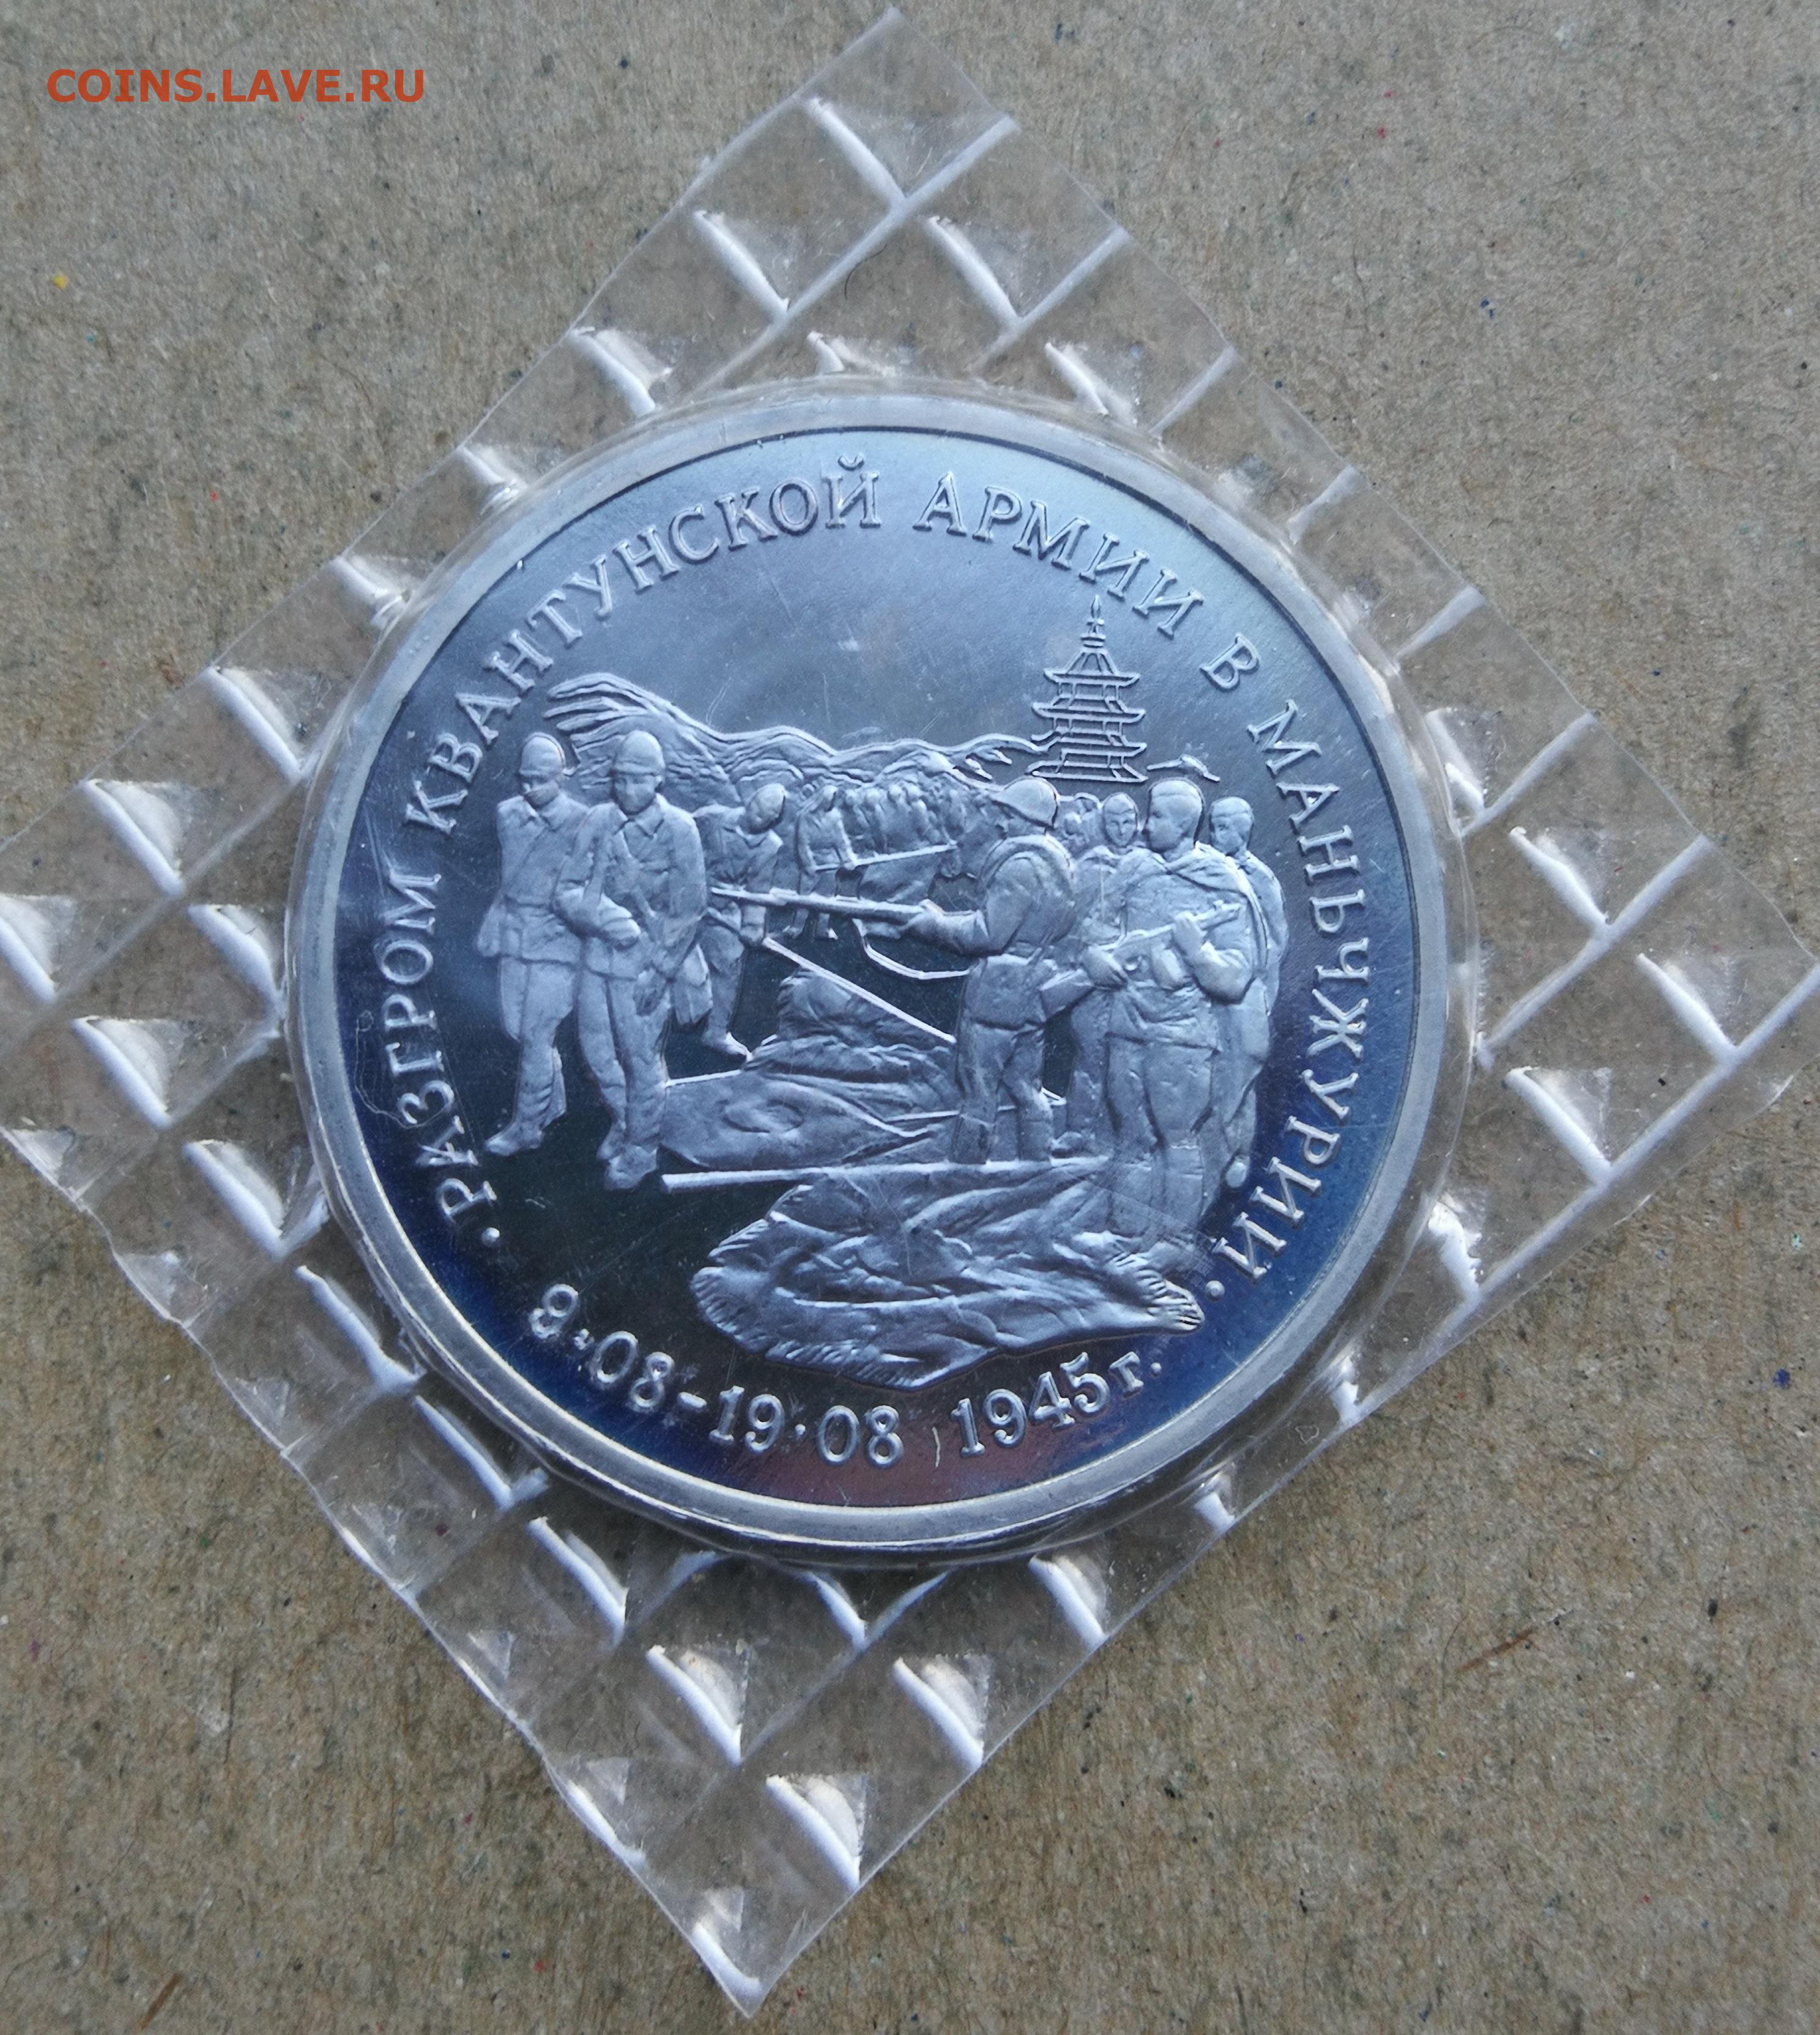 COINS.LAVE.RU
• РАЗГРОМ КВАНТУНСКОЙ АРМИИ В МАНЬЧЖУРИИ •
9•08–19•08 1945г.